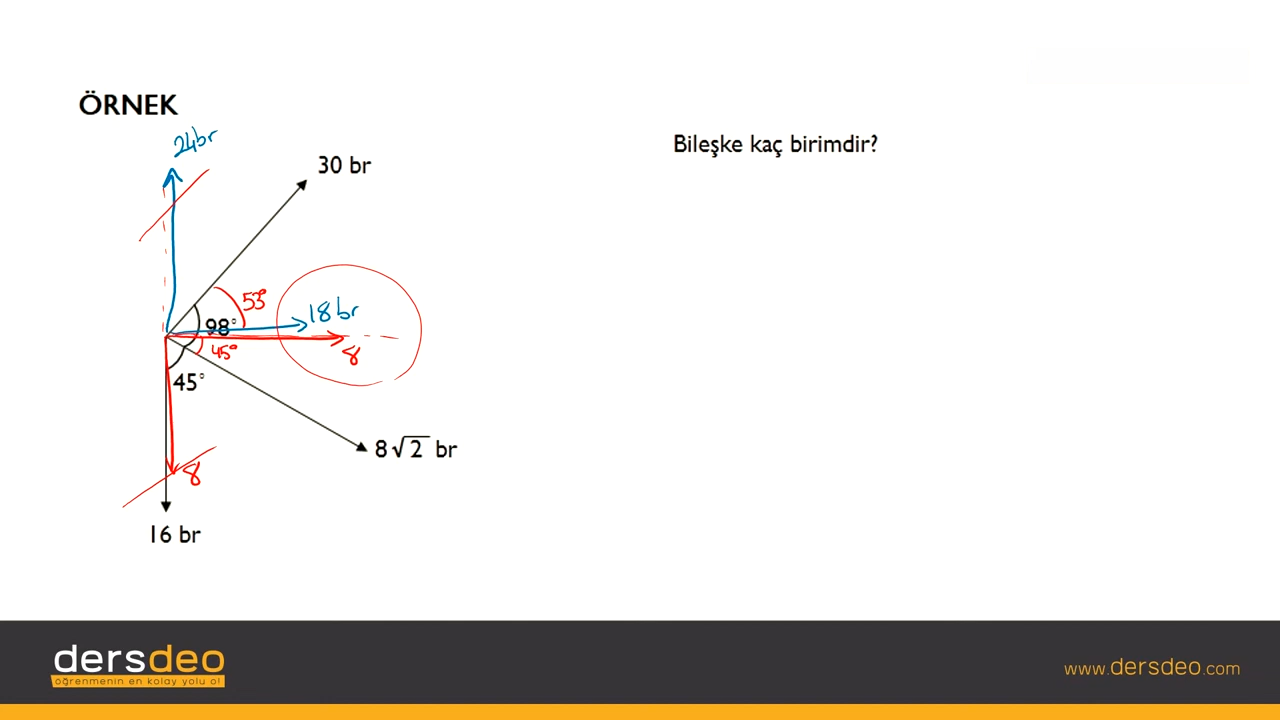 ÖRNEK
24br
Bileşke kaç birimdir?
30 br
53°
18 br
98°
45°
8
45°
8√2 br
8
16 br
dersdeo
öğrenmenin en kolay yolu o!
www.dersdeo.com